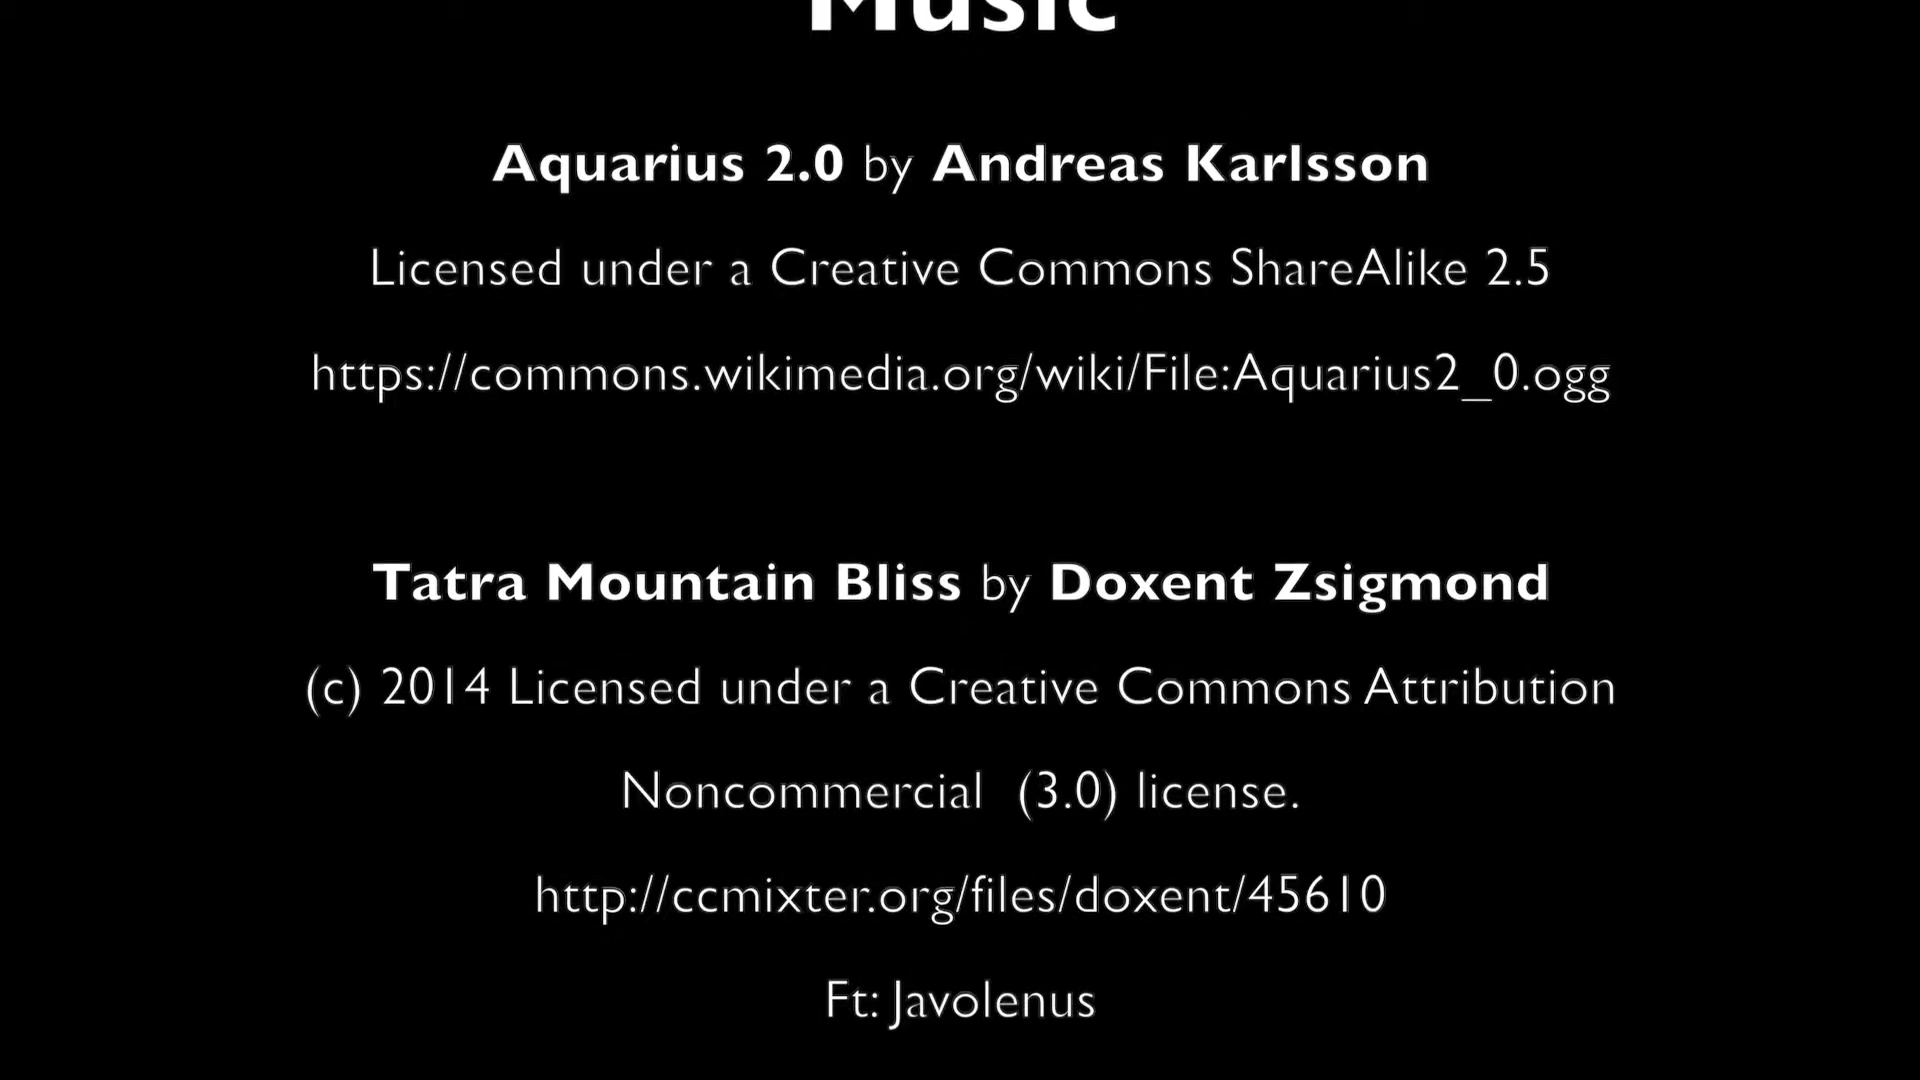 Music
Aquarius 2.0 by Andreas Karlsson
Licensed under a Creative Commons ShareAlike 2.5
https://commons.wikimedia.org/wiki/File:Aquarius2_0.ogg
Tatra Mountain Bliss by Doxent Zsigmond
(c) 2014 Licensed under a Creative Commons Attribution
Noncommercial  (3.0) license.
http://ccmixter.org/files/doxent/45610
Ft: Javolenus